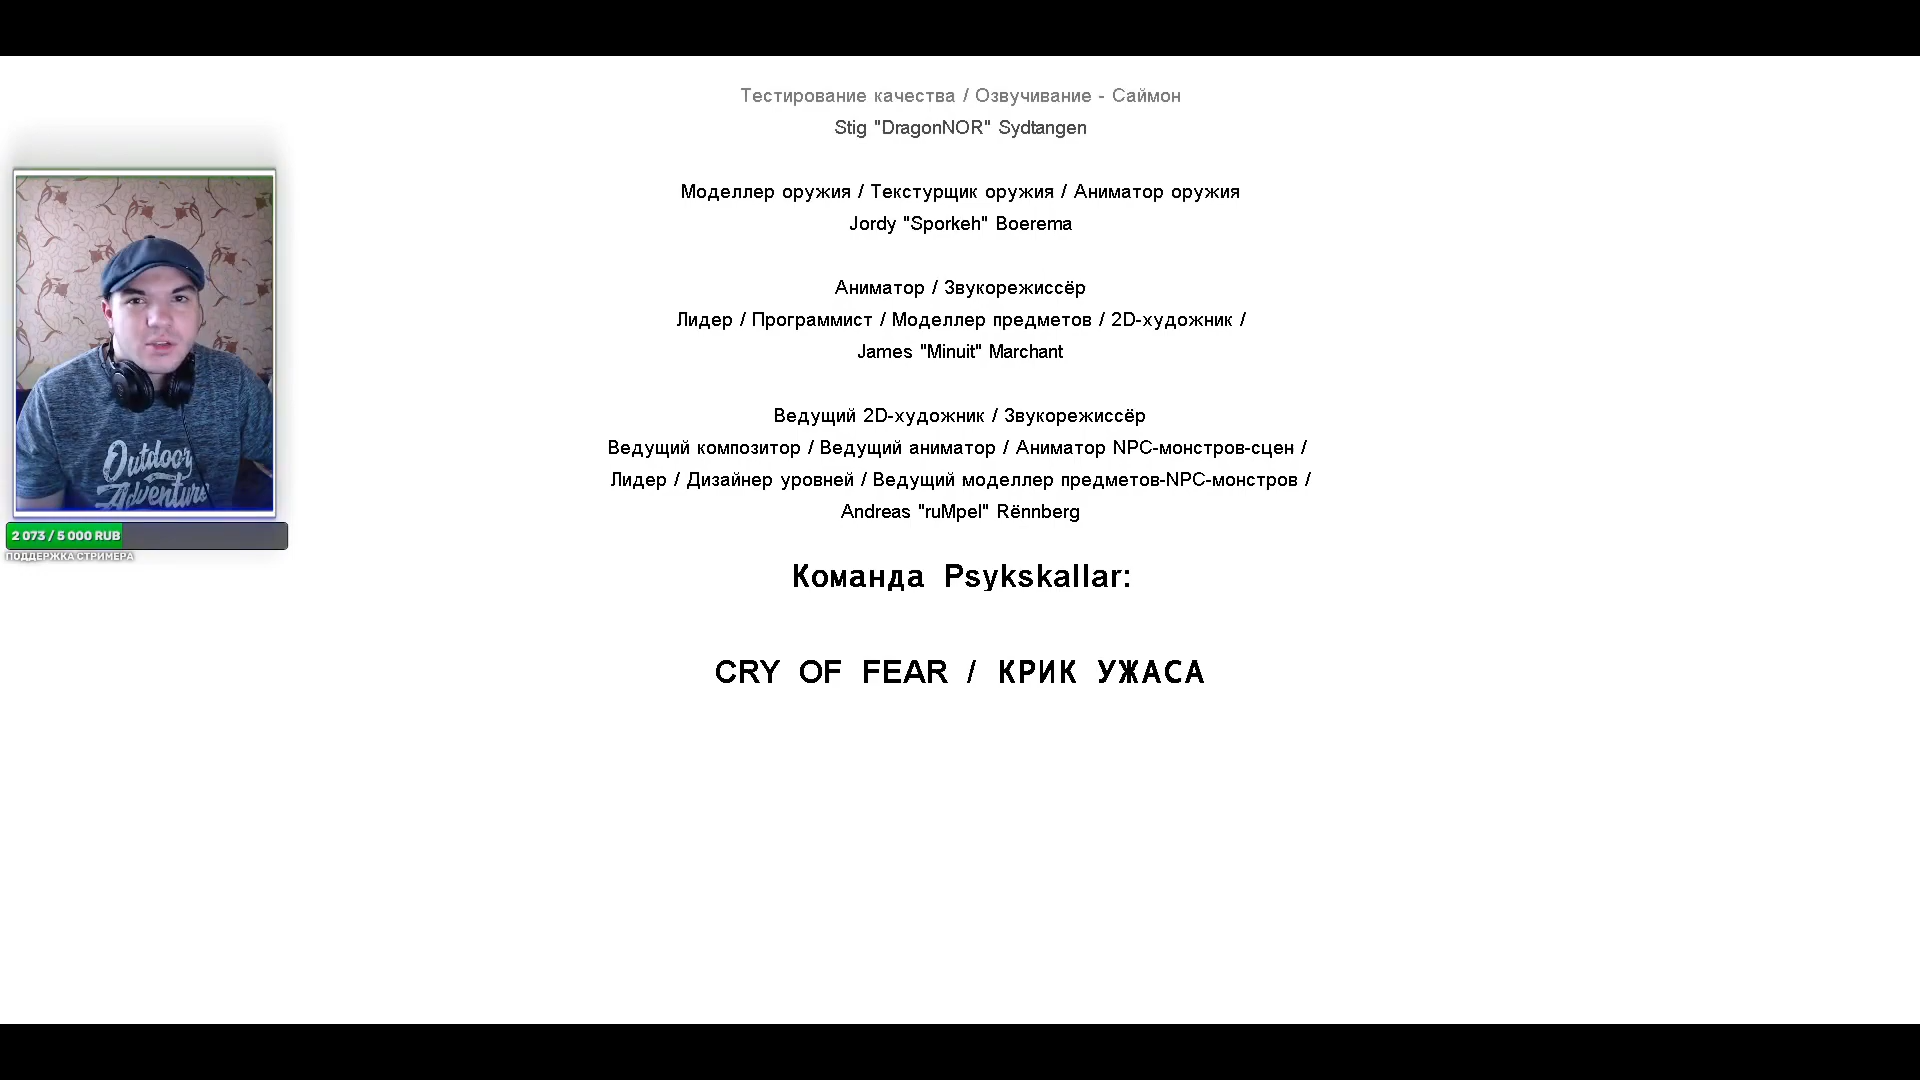 Тестирование качества / Озвучивание - Саймон
Stig "DragonNOR" Sydtangen
Моделлер оружия / Текстурщик оружия / Аниматор оружия
Jordy "Sporkeh" Boerema
Аниматор / Звукорежиссёр
Лидер / Программист / Моделлер предметов / 2D-художник /
James "Minuit" Marchant
Ведущий 2D-художник / Звукорежиссёр
Ведущий композитор / Ведущий аниматор / Аниматор NPC-монстров-сцен /
Лидер / Дизайнер уровней / Ведущий моделлер предметов-NPC-монстров /
Andreas "ruMpel" Rënnberg
Команда Psykskallar:
CRY OF FEAR / КРИК УЖАСА
Outdoor
Adventure
2 073 / 5 000 RUB
ПОДДЕРЖКА СТРИМЕРА